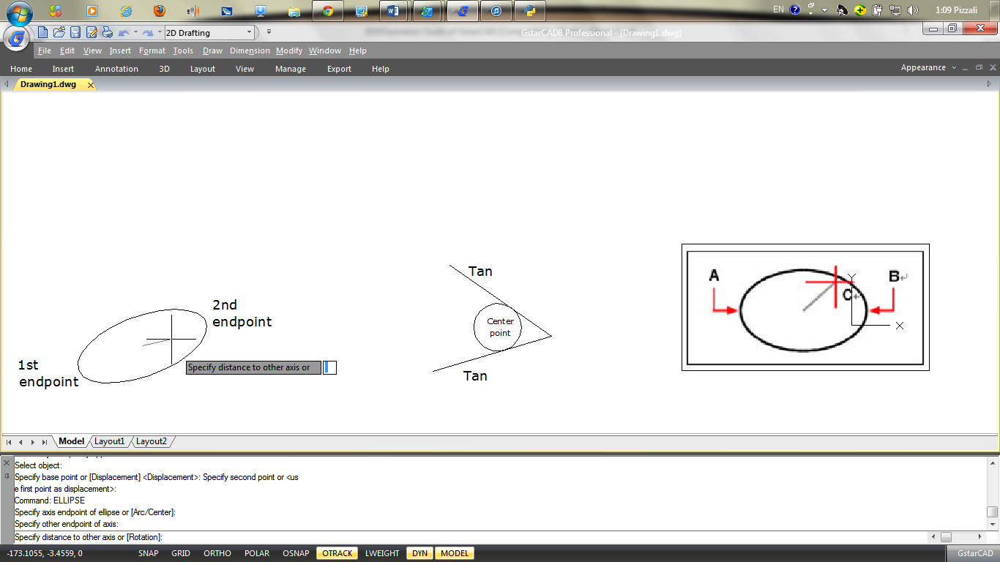 EN
1:09 Pizzali
2D Drafting
GstarCAD8 Professional - [Drawing1.dwg]
File Edit View Insert Format Tools Draw Dimension Modify Window Help
Home Insert Annotation 3D Layout View Manage Export Help
Appearance
Drawing1.dwg
Tan
A
B
Y
C
2nd
endpoint
Center
point
X
1st
endpoint
Specify distance to other axis or
Tan
Model Layout1 Layout2
Select object:
Specify base point or [Displacement] <Displacement>: Specify second point or <us
e first point as displacement>:
Command: ELLIPSE
Specify axis endpoint of ellipse or [Arc/Center]:
Specify other endpoint of axis:
Specify distance to other axis or [Rotation]:
-173.1055, -3.4559, 0 SNAP GRID ORTHO POLAR OSNAP OTRACK LWEIGHT DYN MODEL GstarCAD